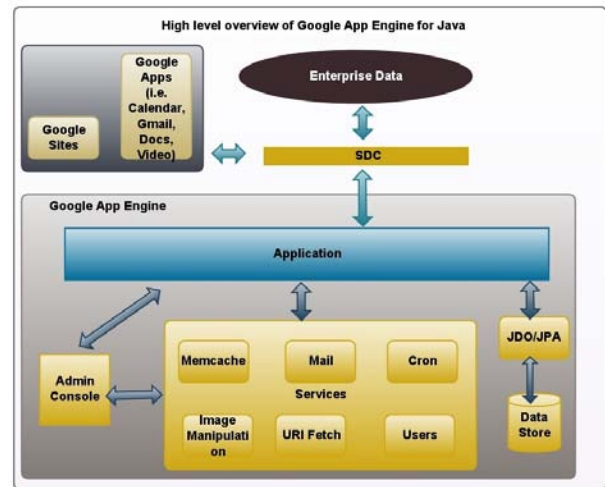 High level overview of Google App Engine for Java
Google
Apps
(i.e.
Calendar,
Gmail,
Docs,
Video)
Google
Sites
Enterprise Data
SDC
Google App Engine
Application
Memcache
Mail
Cron
JDO/JPA
Admin
Console
Services
Image
Manipulati
on
URI Fetch
Users
Data
Store